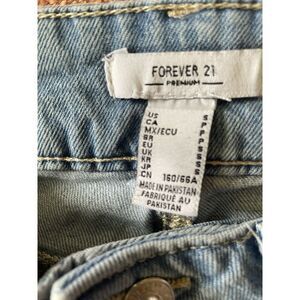 FOREVER 21
PREMIUM
US S
CA P
MX/ECU P
BR P
EU S
UK S
KR S
JP S
CN 160/66A
MADE IN PAKISTAN
FABRIQUÉ AU
PAKISTAN